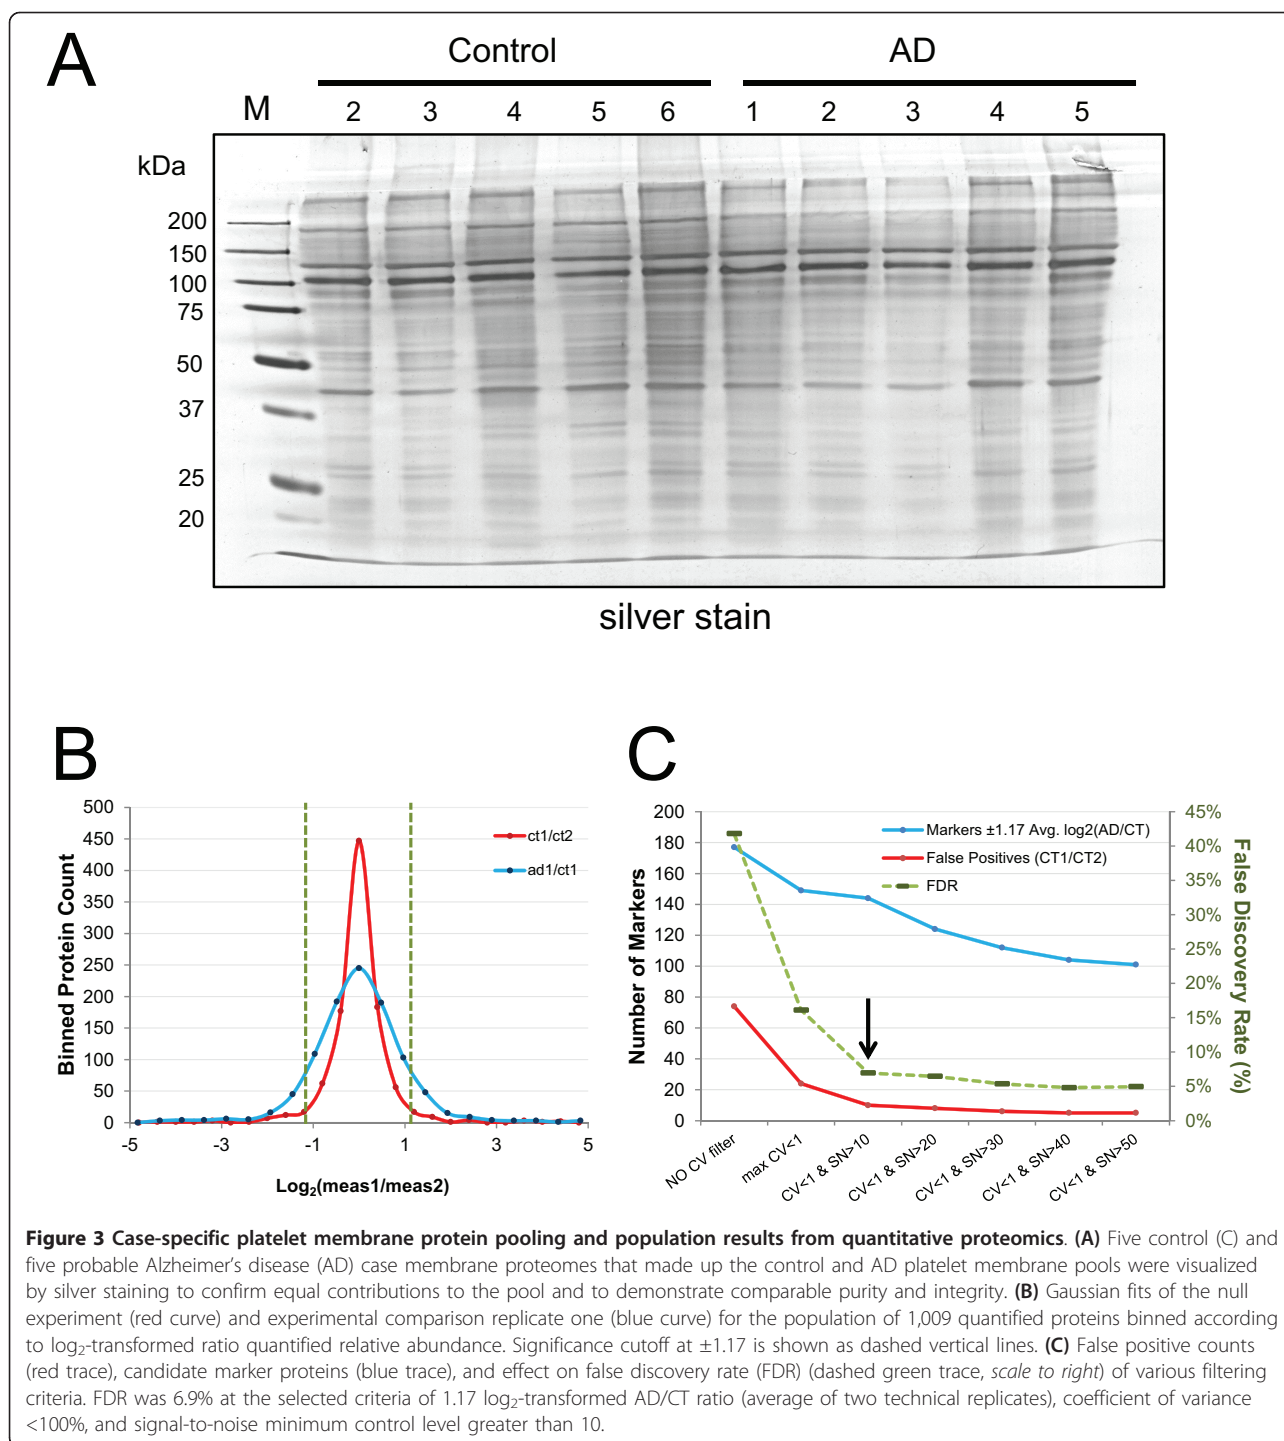 A
Control
AD
M 2 3 4 5 6 1 2 3 4 5
kDa
200
150
100
75
50
37
25
20
silver stain
B
500
450
400
350
300
250
200
150
100
50
0
Binned Protein Count
ct1/ct2
ad1/ct1
-5 -3 -1 1 3 5
Log₂(meas1/meas2)
C
200
180
160
140
120
100
80
60
40
20
0
Number of Markers
Markers ±1.17 Avg. log2(AD/CT)
False Positives (CT1/CT2)
FDR
45%
40%
35%
30%
25%
20%
15%
10%
5%
0%
False Discovery Rate (%)
NO CV filter
max CV<1
CV<1 & SN>10
CV<1 & SN>20
CV<1 & SN>30
CV<1 & SN>40
CV<1 & SN>50
Figure 3 Case-specific platelet membrane protein pooling and population results from quantitative proteomics. (A) Five control (C) and
five probable Alzheimer's disease (AD) case membrane proteomes that made up the control and AD platelet membrane pools were visualized
by silver staining to confirm equal contributions to the pool and to demonstrate comparable purity and integrity. (B) Gaussian fits of the null
experiment (red curve) and experimental comparison replicate one (blue curve) for the population of 1,009 quantified proteins binned according
to log₂-transformed ratio quantified relative abundance. Significance cutoff at ±1.17 is shown as dashed vertical lines. (C) False positive counts
(red trace), candidate marker proteins (blue trace), and effect on false discovery rate (FDR) (dashed green trace, scale to right) of various filtering
criteria. FDR was 6.9% at the selected criteria of 1.17 log₂-transformed AD/CT ratio (average of two technical replicates), coefficient of variance
<100%, and signal-to-noise minimum control level greater than 10.